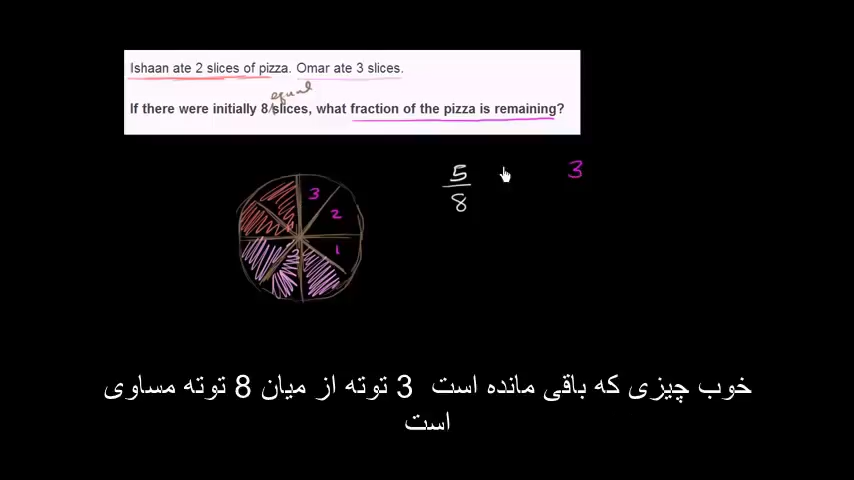 Ishaan ate 2 slices of pizza. Omar ate 3 slices.
equal
If there were initially 8 slices, what fraction of the pizza is remaining?
5
8
3
3
2
1
خوب چیزی که باقی مانده است 3 توته از میان 8 توته مساوی
است